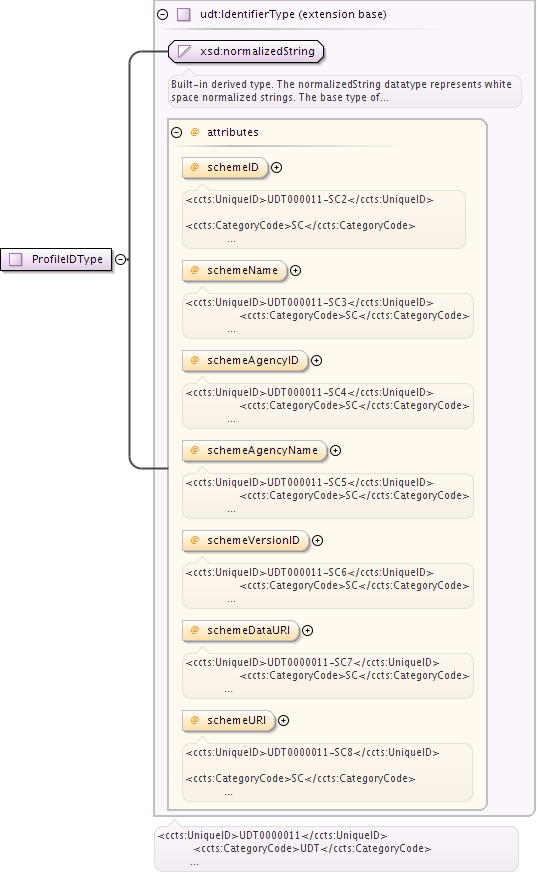 udt:IdentifierType (extension base)
xsd:normalizedString
Built-in derived type. The normalizedString datatype represents white
space normalized strings. The base type of...
@ attributes
@ schemeID
<ccts:UniqueID>UDT000011-SC2</ccts:UniqueID>
<ccts:CategoryCode>SC</ccts:CategoryCode>
...
ProfileIDType
@ schemeName
<ccts:UniqueID>UDT000011-SC3</ccts:UniqueID>
<ccts:CategoryCode>SC</ccts:CategoryCode>
...
@ schemeAgencyID
<ccts:UniqueID>UDT000011-SC4</ccts:UniqueID>
<ccts:CategoryCode>SC</ccts:CategoryCode>
...
@ schemeAgencyName
<ccts:UniqueID>UDT000011-SC5</ccts:UniqueID>
<ccts:CategoryCode>SC</ccts:CategoryCode>
...
@ schemeVersionID
<ccts:UniqueID>UDT000011-SC6</ccts:UniqueID>
<ccts:CategoryCode>SC</ccts:CategoryCode>
...
@ schemeDataURI
<ccts:UniqueID>UDT0000011-SC7</ccts:UniqueID>
<ccts:CategoryCode>SC</ccts:CategoryCode>
...
@ schemeURI
<ccts:UniqueID>UDT0000011-SC8</ccts:UniqueID>
<ccts:CategoryCode>SC</ccts:CategoryCode>
...
<ccts:UniqueID>UDT0000011</ccts:UniqueID>
<ccts:CategoryCode>UDT</ccts:CategoryCode>
...